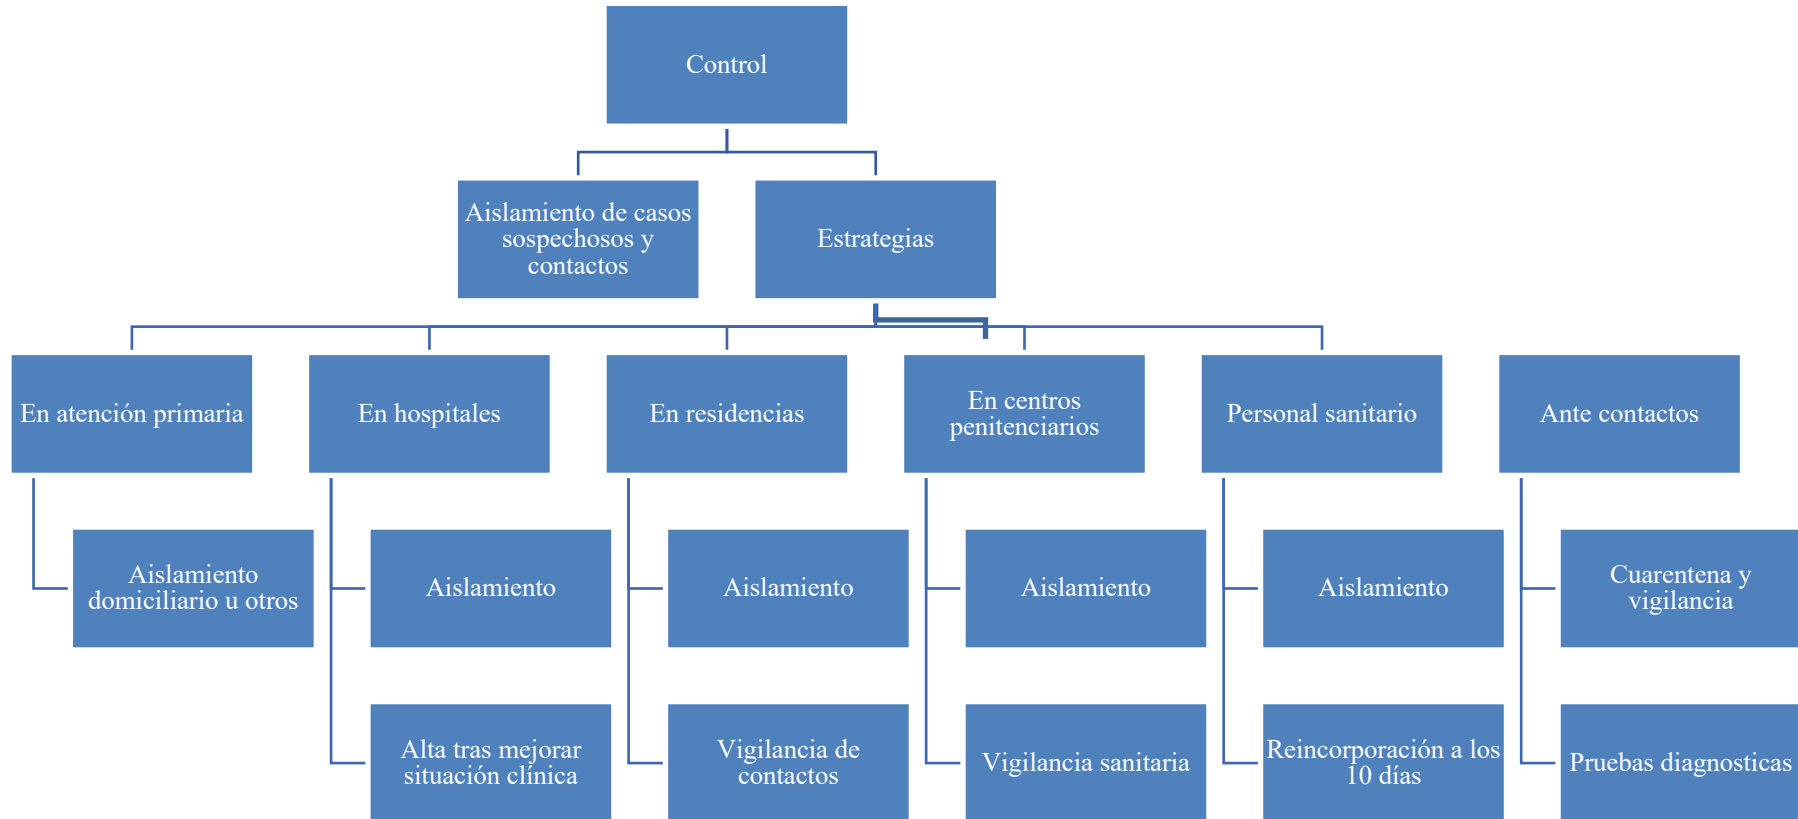 Control
Aislamiento de casos
sospechosos y
contactos
Estrategias
En atención primaria
En hospitales
En residencias
En centros
penitenciarios
Personal sanitario
Ante contactos
Aislamiento
domiciliario u otros
Aislamiento
Aislamiento
Aislamiento
Aislamiento
Cuarentena y
vigilancia
Alta tras mejorar
situación clínica
Vigilancia de
contactos
Vigilancia sanitaria
Reincorporación a los
10 días
Pruebas diagnosticas